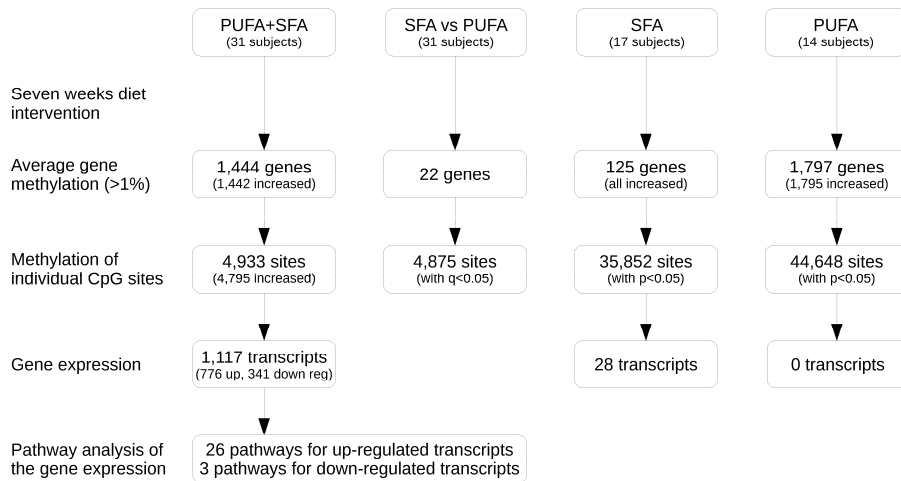 PUFA+SFA
(31 subjects)
SFA vs PUFA
(31 subjects)
SFA
(17 subjects)
PUFA
(14 subjects)
Seven weeks diet
intervention
Average gene
methylation (>1%)
1,444 genes
(1,442 increased)
22 genes
125 genes
(all increased)
1,797 genes
(1,795 increased)
Methylation of
individual CpG sites
4,933 sites
(4,795 increased)
4,875 sites
(with q<0.05)
35,852 sites
(with p<0.05)
44,648 sites
(with p<0.05)
Gene expression
1,117 transcripts
(776 up, 341 down reg)
28 transcripts
0 transcripts
Pathway analysis of
the gene expression
26 pathways for up-regulated transcripts
3 pathways for down-regulated transcripts